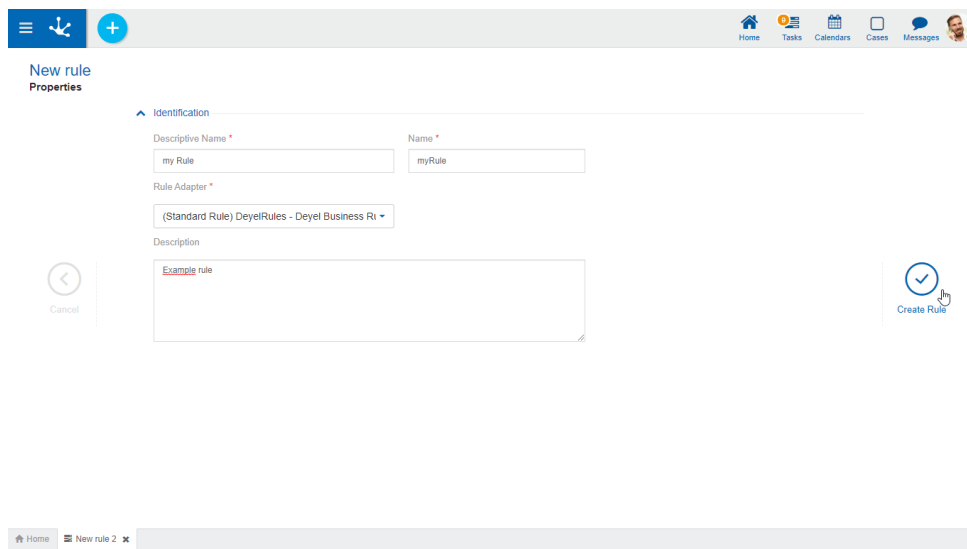 Home
Tasks
Calendars
Cases
Messages
New rule
Properties
Identification
Descriptive Name *
Name *
my Rule
myRule
Rule Adapter *
(Standard Rule) DeyelRules - Deyel Business
Description
Example rule
Cancel
Create Rule
Home
New rule 2